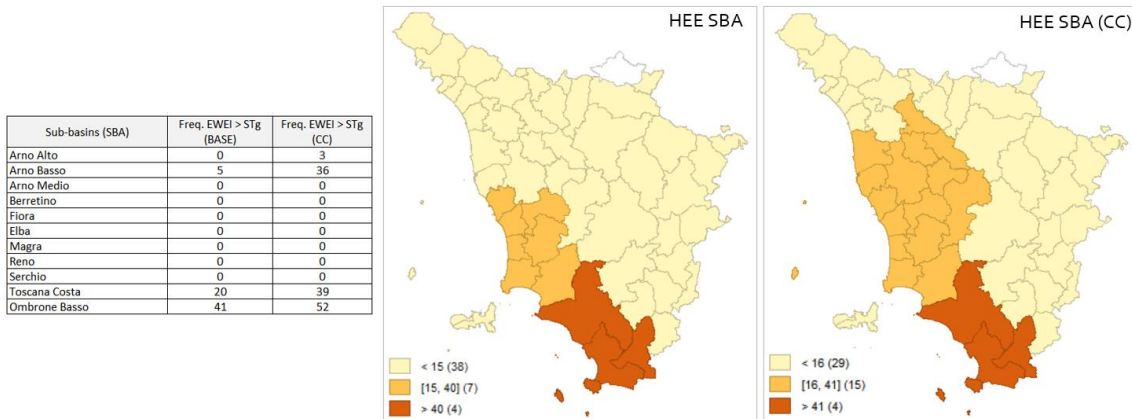 Sub-basins (SBA) Freq. EWEI > STg (BASE) Freq. EWEI > STg (CC)
Arno Alto 0 3
Arno Basso 5 36
Arno Medio 0 0
Berretino 0 0
Fiora 0 0
Elba 0 0
Magra 0 0
Reno 0 0
Serchio 0 0
Toscana Costa 20 39
Ombrone Basso 41 52
HEE SBA
< 15 (38)
[15, 40] (7)
> 40 (4)
HEE SBA (CC)
< 16 (29)
[16, 41] (15)
> 41 (4)